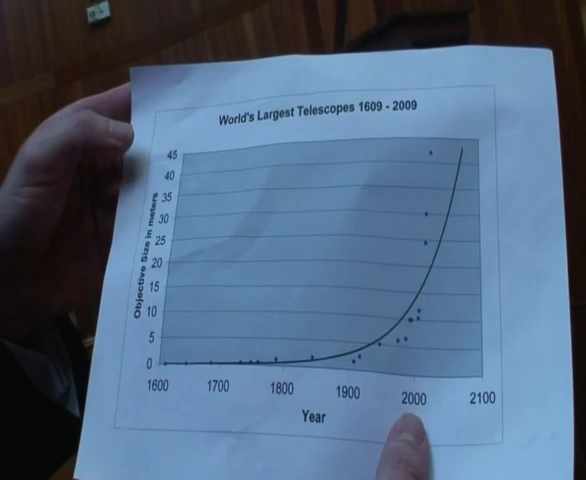 World's Largest Telescopes 1609 - 2009
Objective Size in meters
45
40
35
30
25
20
15
10
5
0
1600 1700 1800 1900 2000 2100
Year